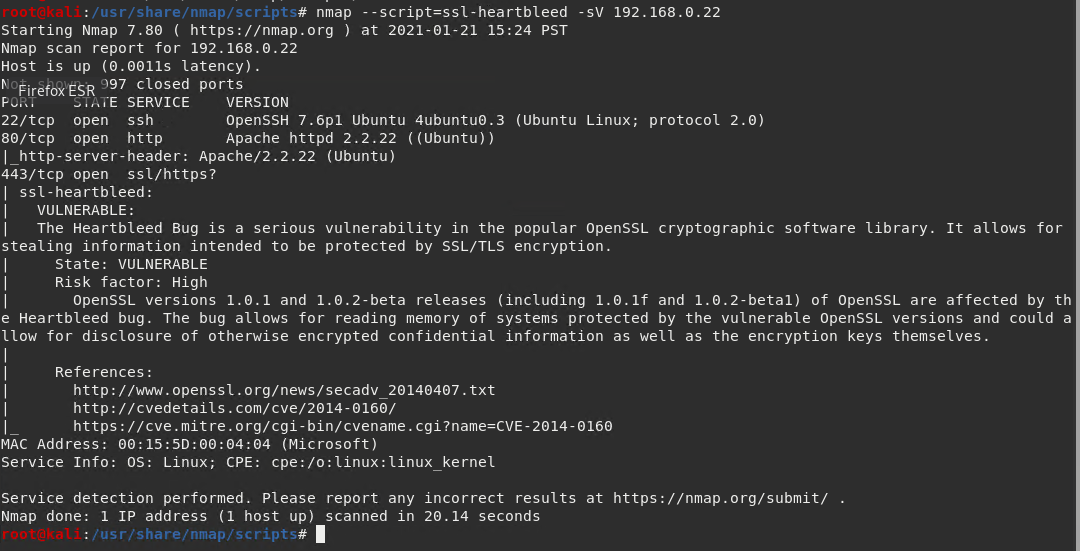 root@kali:/usr/share/nmap/scripts# nmap --script=ssl-heartbleed -sV 192.168.0.22
Starting Nmap 7.80 ( https://nmap.org ) at 2021-01-21 15:24 PST
Nmap scan report for 192.168.0.22
Host is up (0.0011s latency).
Not shown: 997 closed ports
Firefox ESR
PORT    STATE SERVICE    VERSION
22/tcp  open  ssh        OpenSSH 7.6p1 Ubuntu 4ubuntu0.3 (Ubuntu Linux; protocol 2.0)
80/tcp  open  http       Apache httpd 2.2.22 ((Ubuntu))
|_http-server-header: Apache/2.2.22 (Ubuntu)
443/tcp open  ssl/https?
| ssl-heartbleed:
|   VULNERABLE:
|   The Heartbleed Bug is a serious vulnerability in the popular OpenSSL cryptographic software library. It allows for
stealing information intended to be protected by SSL/TLS encryption.
|     State: VULNERABLE
|     Risk factor: High
|       OpenSSL versions 1.0.1 and 1.0.2-beta releases (including 1.0.1f and 1.0.2-beta1) of OpenSSL are affected by th
e Heartbleed bug. The bug allows for reading memory of systems protected by the vulnerable OpenSSL versions and could a
llow for disclosure of otherwise encrypted confidential information as well as the encryption keys themselves.
|
|     References:
|       http://www.openssl.org/news/secadv_20140407.txt
|       http://cvedetails.com/cve/2014-0160/
|_      https://cve.mitre.org/cgi-bin/cvename.cgi?name=CVE-2014-0160
MAC Address: 00:15:5D:00:04:04 (Microsoft)
Service Info: OS: Linux; CPE: cpe:/o:linux:linux_kernel

Service detection performed. Please report any incorrect results at https://nmap.org/submit/ .
Nmap done: 1 IP address (1 host up) scanned in 20.14 seconds
root@kali:/usr/share/nmap/scripts#